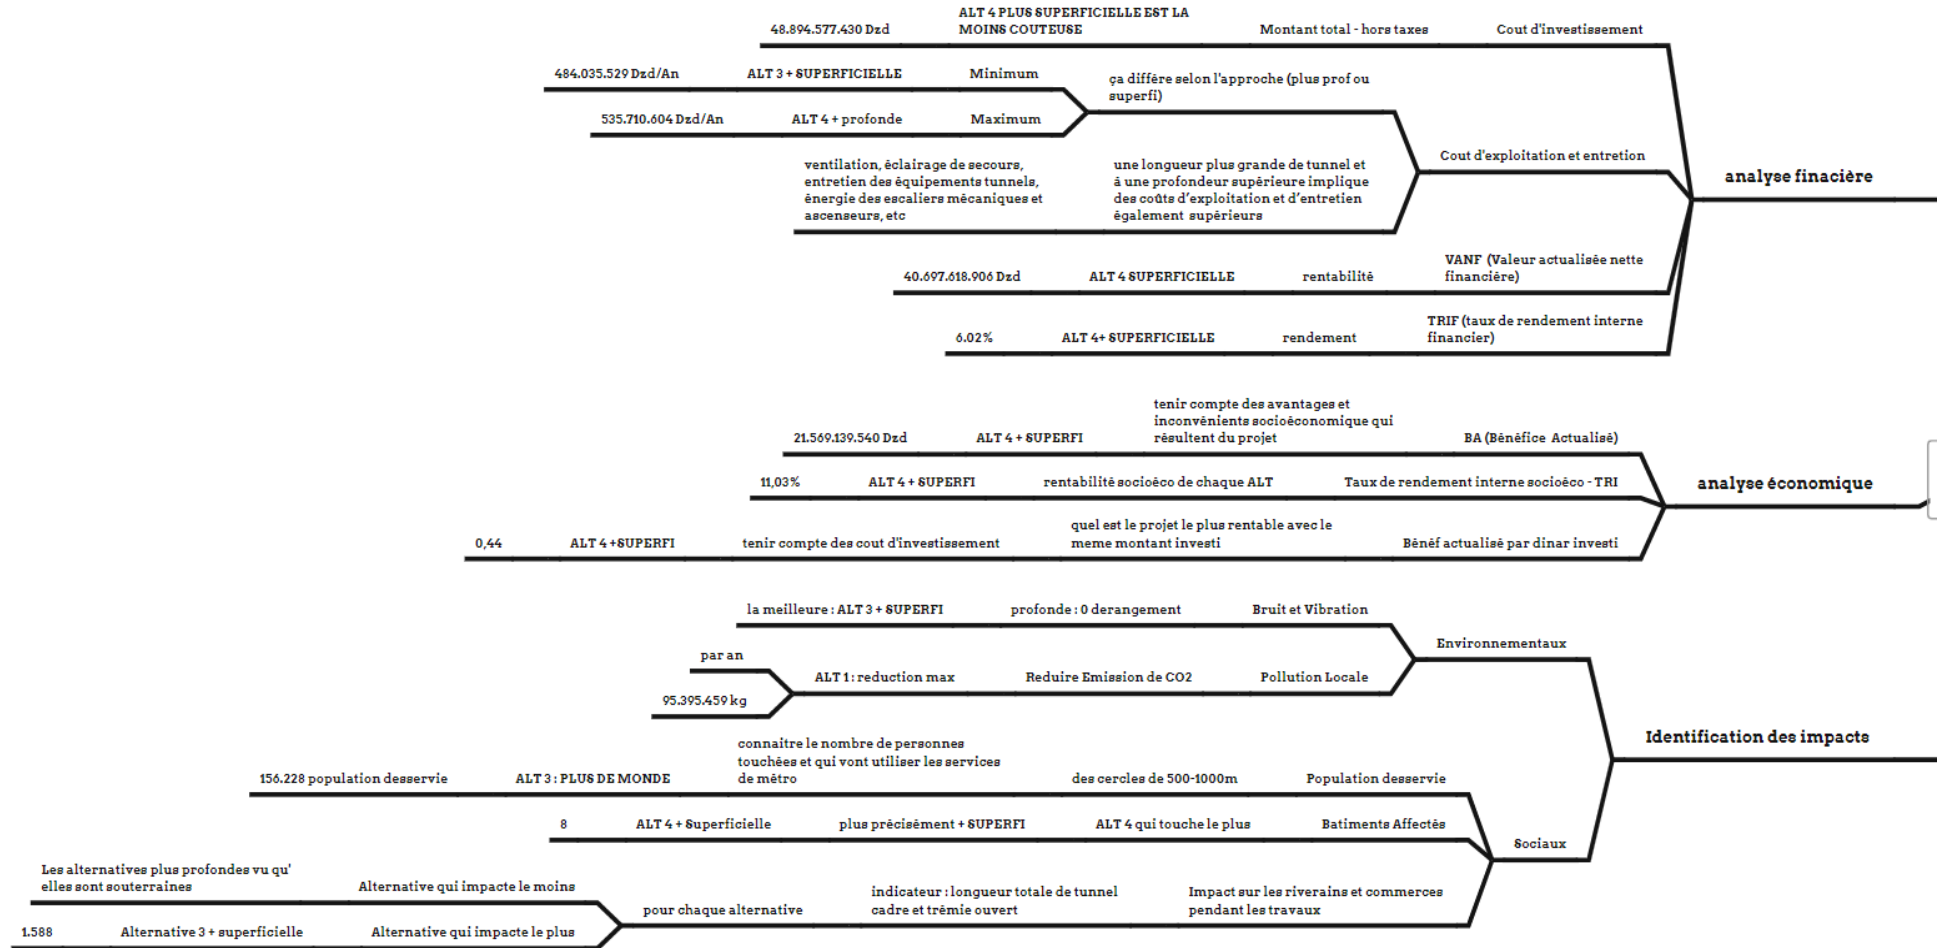 ALT 4 PLUS SUPERFICIELLE EST LA
MOINS COUTEUSE
48.894.577.430 Dzd
Montant total - hors taxes
Cout d'investissement
484.035.529 Dzd/An
ALT 3 + SUPERFICIELLE
Minimum
ça diffère selon l'approche (plus prof ou
superfi)
535.710.604 Dzd/An
ALT 4 + profonde
Maximum
Cout d'exploitation et entretien
ventilation, éclairage de secours,
entretien des équipements tunnels,
énergie des escaliers mécaniques et
ascenseurs, etc
une longueur plus grande de tunnel et
à une profondeur supérieure implique
des coûts d'exploitation et d'entretien
également supérieurs
analyse finacière
40.697.618.906 Dzd
ALT 4 SUPERFICIELLE
rentabilité
VANF (Valeur actualisée nette
financière)
6.02%
ALT 4+ SUPERFICIELLE
rendement
TRIF (taux de rendement interne
financier)
tenir compte des avantages et
inconvénients socioéconomique qui
résultent du projet
21.569.139.540 Dzd
ALT 4 + SUPERFI
BA (Bénéfice Actualisé)
11,03%
ALT 4 + SUPERFI
rentabilité socioéco de chaque ALT
Taux de rendement interne socioéco - TRI
analyse économique
quel est le projet le plus rentable avec le
meme montant investi
0,44
ALT 4 +SUPERFI
tenir compte des cout d'investissement
Bénéf actualisé par dinar investi
la meilleure : ALT 3 + SUPERFI
profonde : 0 derangement
Bruit et Vibration
Environnementaux
par an
95.395.459 kg
ALT 1 : reduction max
Reduire Emission de CO2
Pollution Locale
Identification des impacts
connaitre le nombre de personnes
touchées et qui vont utiliser les services
de métro
156.228 population desservie
ALT 3 : PLUS DE MONDE
des cercles de 500-1000m
Population desservie
8
ALT 4 + Superficielle
plus précisément + SUPERFI
ALT 4 qui touche le plus
Batiments Affectés
Sociaux
Les alternatives plus profondes vu qu'
elles sont souterraines
Alternative qui impacte le moins
pour chaque alternative
indicateur : longueur totale de tunnel
cadre et trémie ouvert
Impact sur les riverains et commerces
pendant les travaux
1.588
Alternative 3 + superficielle
Alternative qui impacte le plus